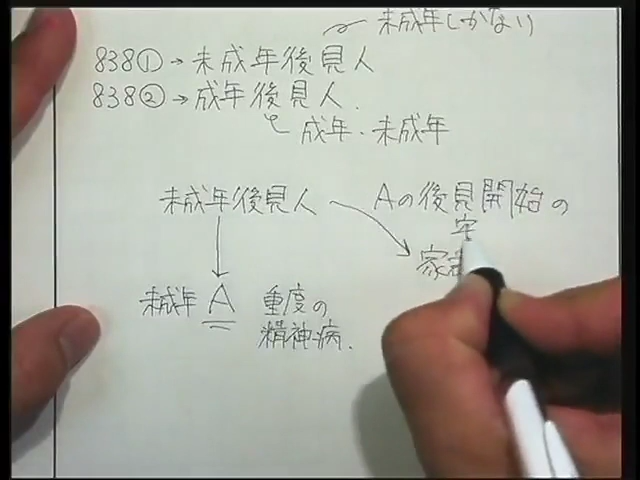 未成年しかない
838① → 未成年後見人
838② → 成年後見人.
成年・未成年
未成年後見人
Aの後見開始の
家
未成年 A
重度の
精神病.